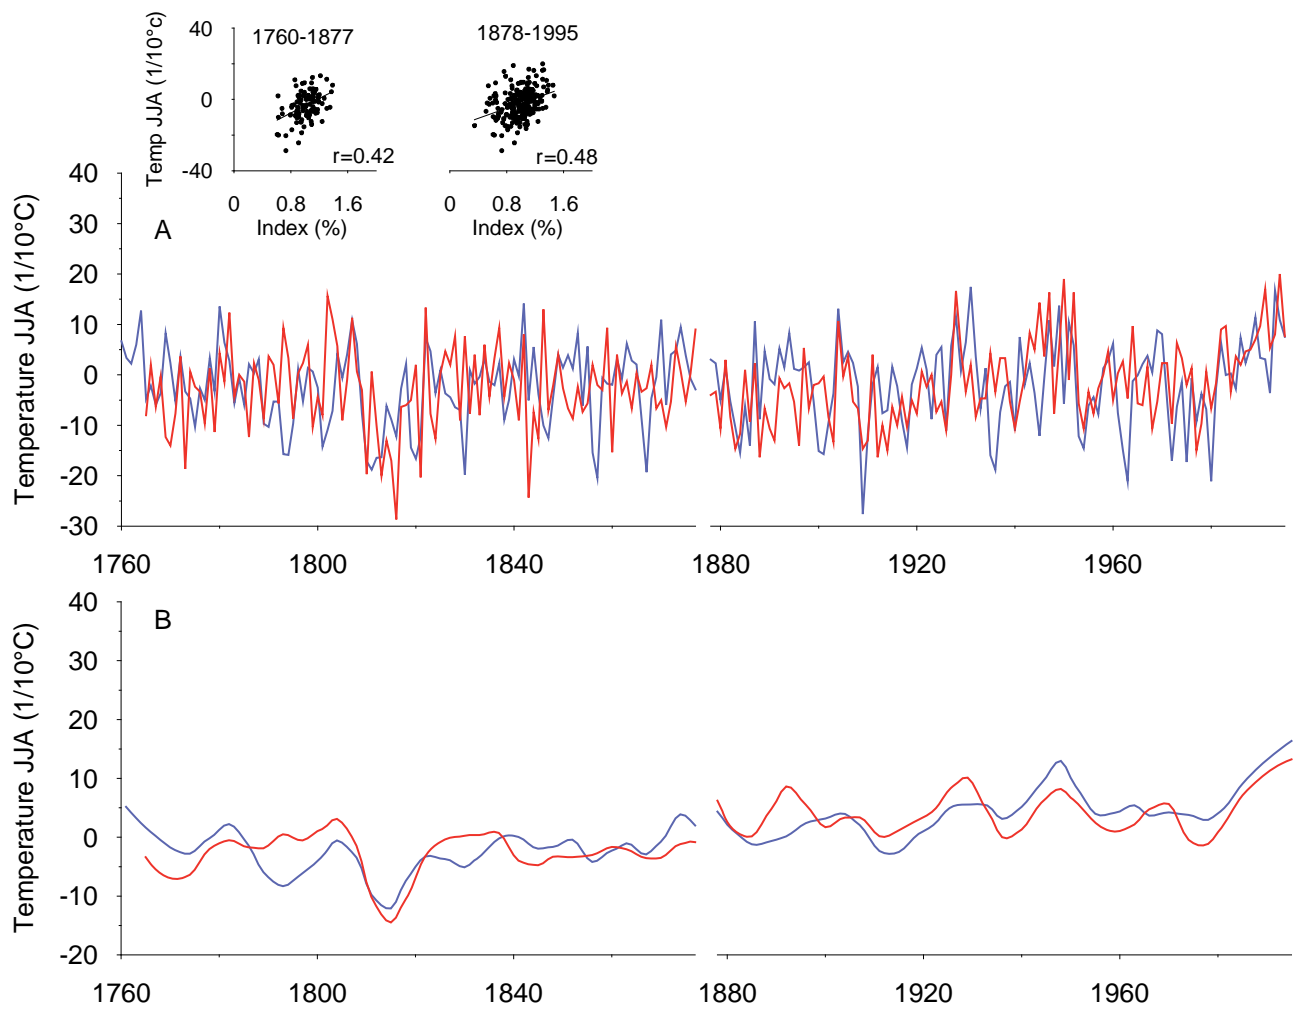 Temp JJA (1/10°c)
40
0
-40
1760-1877
r=0.42
0 0.8 1.6
Index (%)
1878-1995
r=0.48
0 0.8 1.6
Index (%)
A
Temperature JJA (1/10°C)
40
30
20
10
0
-10
-20
-30
1760 1800 1840 1880 1920 1960
B
Temperature JJA (1/10°C)
40
30
20
10
0
-10
-20
1760 1800 1840 1880 1920 1960